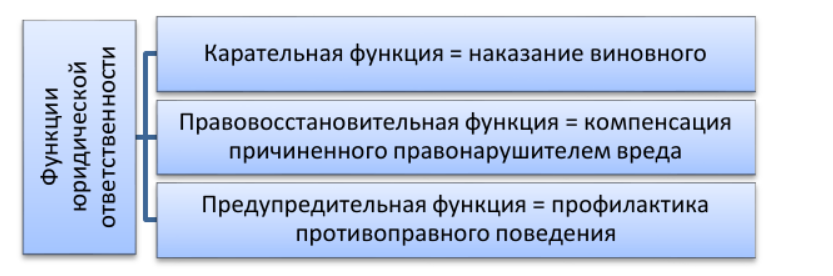 Функции
юридической
ответственности
Карательная функция = наказание виновного
Правовосстановительная функция = компенсация
причиненного правонарушителем вреда
Предупредительная функция = профилактика
противоправного поведения